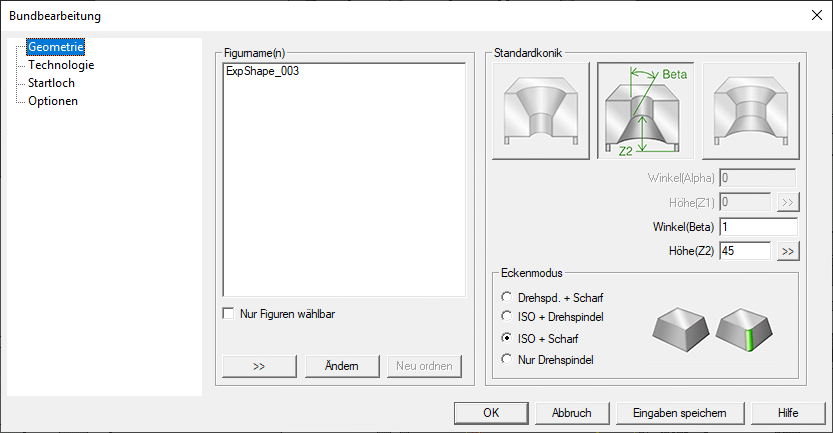 Bundbearbeitung
Geometrie
Technologie
Startloch
Optionen
Figurname(n)
ExpShape_003
Nur Figuren wählbar
>>
Ändern
Neu ordnen
Standardkonik
Beta
Z2
Winkel(Alpha) 0
Höhe(Z1) 0 >>
Winkel(Beta) 1
Höhe(Z2) 45 >>
Eckenmodus
Drehspd. + Scharf
ISO + Drehspindel
ISO + Scharf
Nur Drehspindel
OK
Abbruch
Eingaben speichern
Hilfe